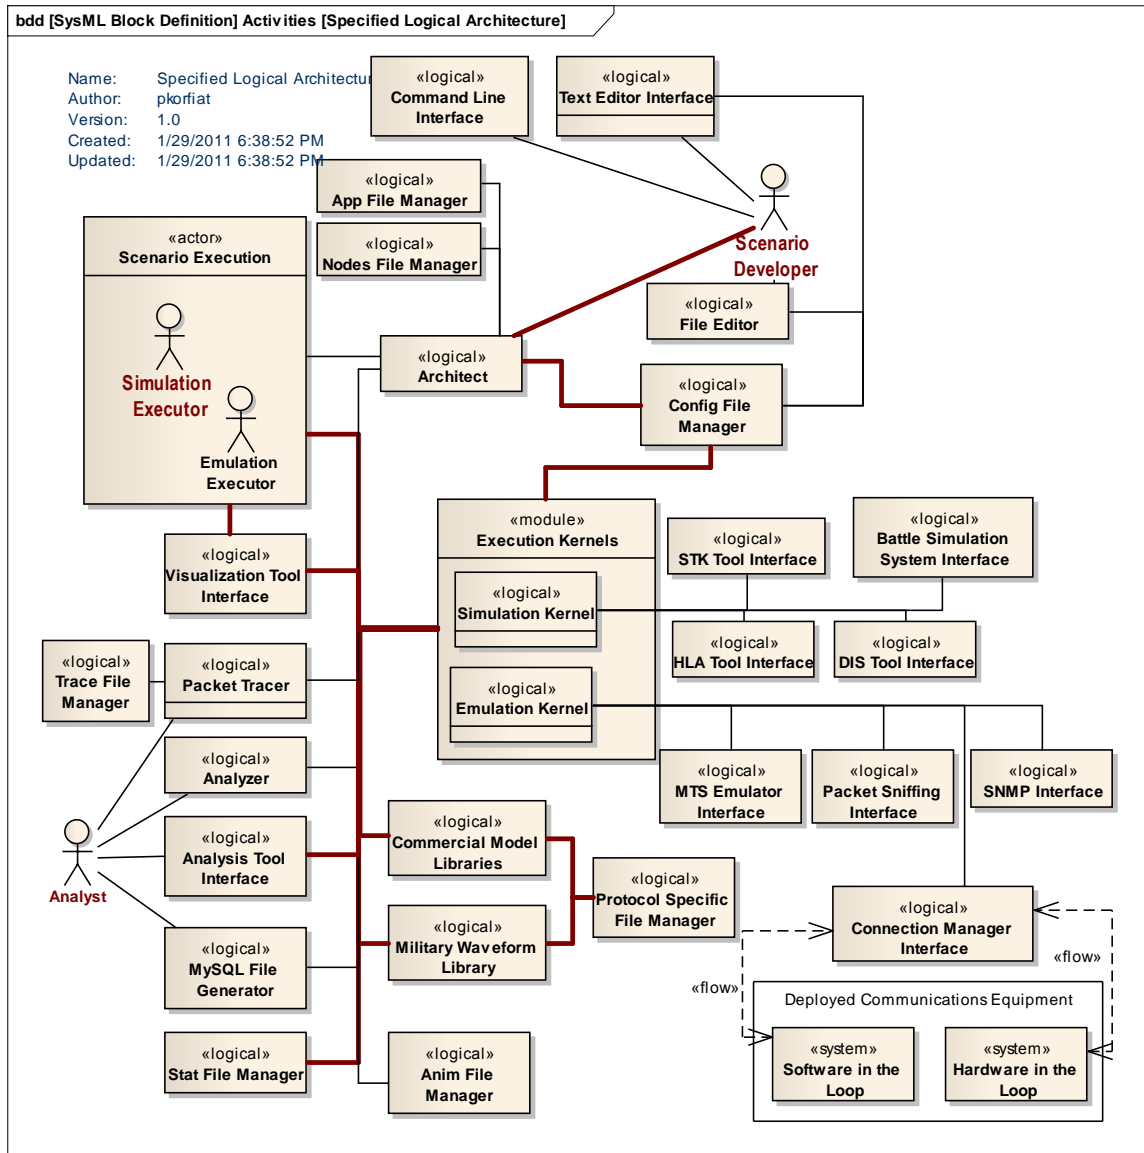 bdd [SysML Block Definition] Activities [Specified Logical Architecture]
Name: Specified Logical Architectur
Author: pkorfiat
Version: 1.0
Created: 1/29/2011 6:38:52 PM
Updated: 1/29/2011 6:38:52 PM
«logical»
Command Line
Interface
«logical»
Text Editor Interface
«logical»
App File Manager
«logical»
Nodes File Manager
Scenario
Developer
«actor»
Scenario Execution
Simulation
Executor
Emulation
Executor
«logical»
File Editor
«logical»
Architect
«logical»
Config File
Manager
«logical»
Visualization Tool
Interface
«module»
Execution Kernels
«logical»
Simulation Kernel
«logical»
Emulation Kernel
«logical»
STK Tool Interface
«logical»
Battle Simulation
System Interface
«logical»
HLA Tool Interface
«logical»
DIS Tool Interface
«logical»
Trace File
Manager
«logical»
Packet Tracer
«logical»
Analyzer
«logical»
MTS Emulator
Interface
«logical»
Packet Sniffing
Interface
«logical»
SNMP Interface
Analyst
«logical»
Analysis Tool
Interface
«logical»
Commercial Model
Libraries
«logical»
Protocol Specific
File Manager
«logical»
Military Waveform
Library
«logical»
MySQL File
Generator
«logical»
Connection Manager
Interface
«flow»
«flow»
«logical»
Stat File Manager
«logical»
Anim File
Manager
Deployed Communications Equipment
«system»
Software in the
Loop
«system»
Hardware in the
Loop